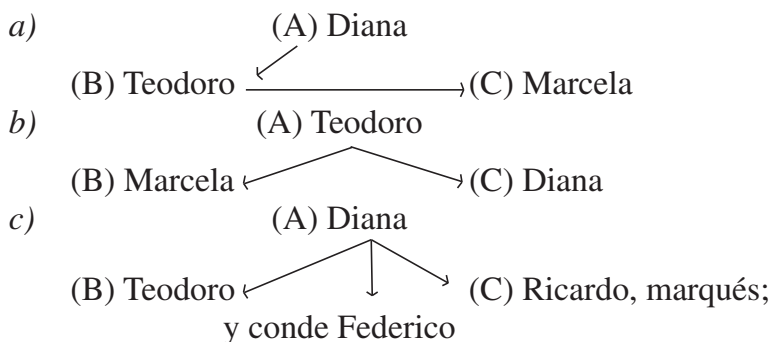 a) (A) Diana
(B) Teodoro (C) Marcela
b) (A) Teodoro
(B) Marcela (C) Diana
c) (A) Diana
(B) Teodoro (C) Ricardo, marqués;
y conde Federico